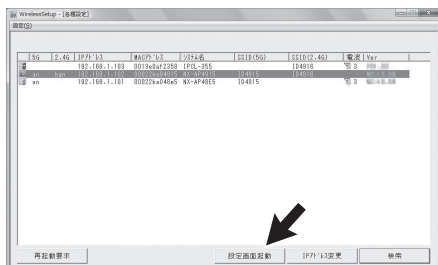 WirelessSetup - [各種設定]
設定(S)
5G 2.4G IPｱﾄﾞﾚｽ MACｱﾄﾞﾚｽ ｼｽﾃﾑ名 SSID(5G) SSID(2.4G) 電波 Ver
192.168.1.103 0013e0af2358 IPCL-355 ID4916 3
an bgn 192.168.1.102 00022ba04915 NX-AP4915 ID4915 ID4916
an 192.168.1.101 00022ba048e5 NX-AP48E5 ID4915 3
再起動要求 設定画面起動 IPｱﾄﾞﾚｽ変更 検索